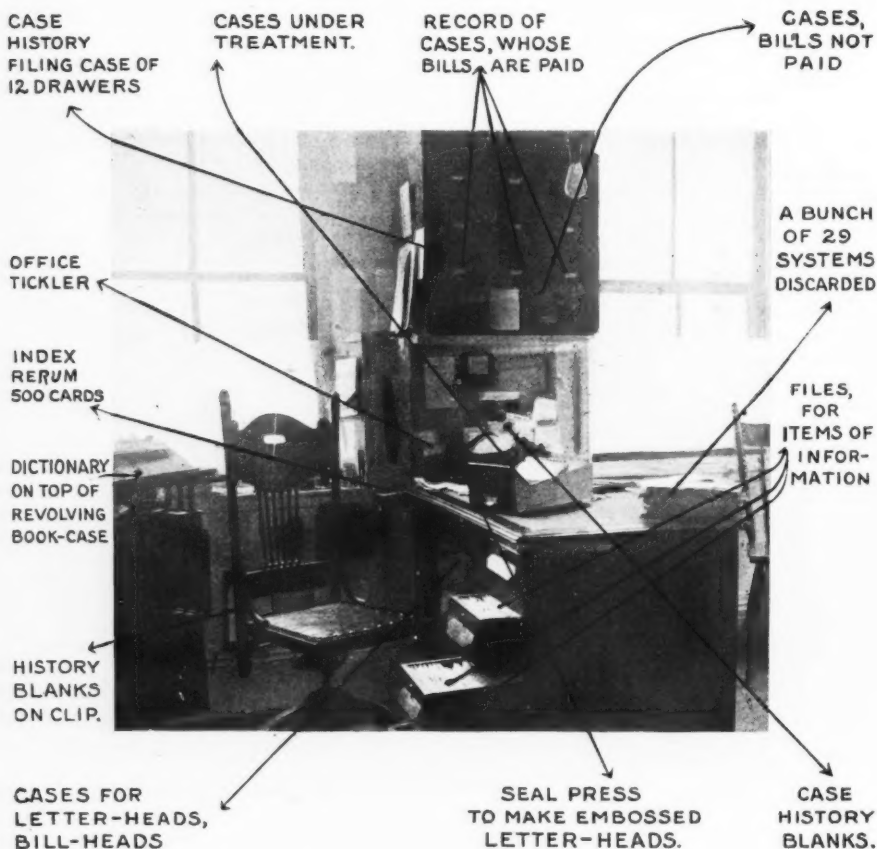 CASE
HISTORY
FILING CASE OF
12 DRAWERS
CASES UNDER
TREATMENT.
RECORD OF
CASES, WHOSE
BILLS, ARE PAID
CASES,
BILLS NOT
PAID
A BUNCH
OF 29
SYSTEMS
DISCARDED
OFFICE
TICKLER
INDEX
RERUM
500 CARDS
FILES,
FOR
ITEMS OF
INFOR-
MATION
DICTIONARY
ON TOP OF
REVOLVING
BOOK-CASE
HISTORY
BLANKS
ON CLIP.
CASES FOR
LETTER-HEADS,
BILL-HEADS
SEAL PRESS
TO MAKE EMBOSSED
LETTER-HEADS.
CASE
HISTORY
BLANKS.